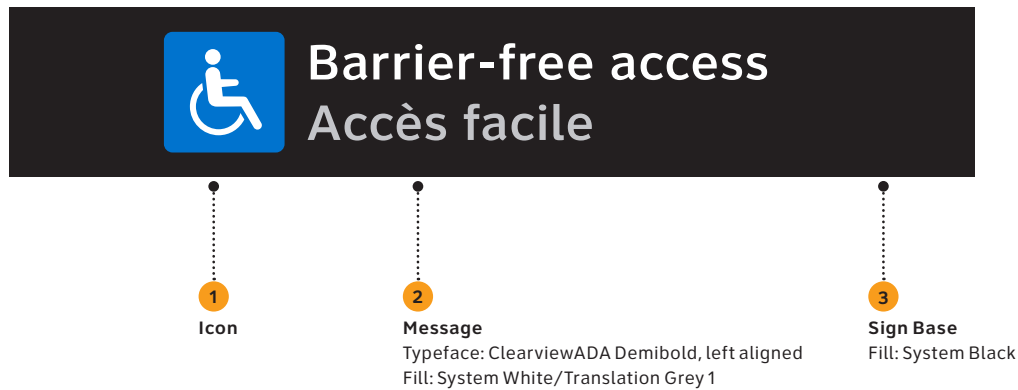 Barrier-free access
Accès facile
1
Icon
2
Message
Typeface: ClearviewADA Demibold, left aligned
Fill: System White/Translation Grey 1
3
Sign Base
Fill: System Black